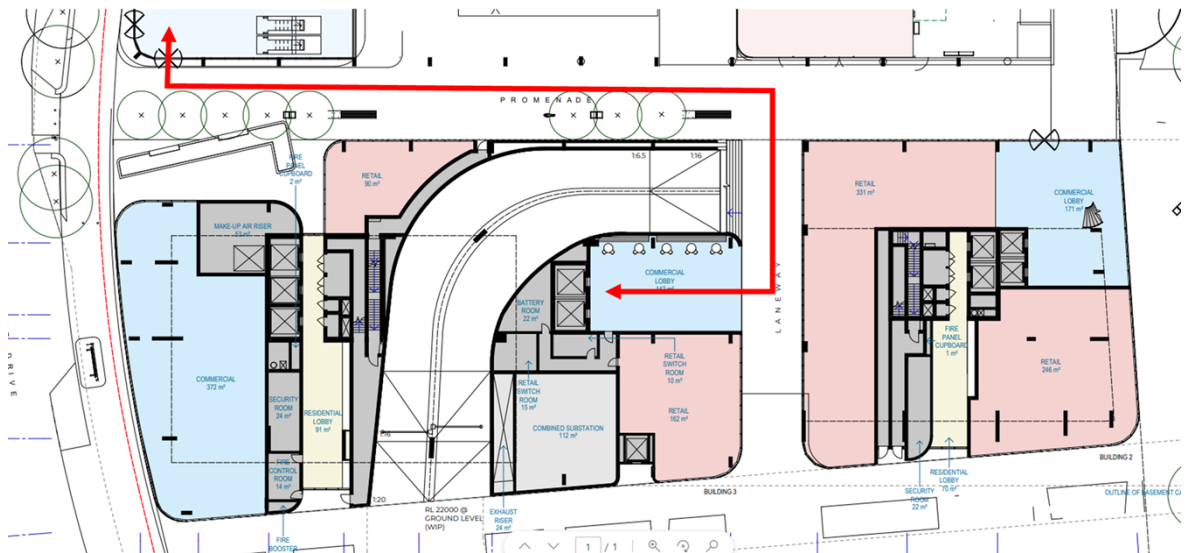 PROMENADE
FIRE
PANEL
CUPBOARD
2 m²
RETAIL
90 m²
1:6.5
1:16
RETAIL
331 m²
COMMERCIAL
LOBBY
171 m²
MAKE-UP AIR RISER
COMMERCIAL
LOBBY
BATTERY
ROOM
22 m²
LANEWAY
DRIVE
COMMERCIAL
372 m²
SECURITY
ROOM
24 m²
RESIDENTIAL
LOBBY
91 m²
FIRE
CONTROL
ROOM
14 m²
FIRE
BOOSTER
1:16
1:20
RETAIL
SWITCH
ROOM
15 m²
RETAIL
SWITCH
ROOM
10 m²
COMBINED SUBSTATION
112 m²
RETAIL
162 m²
FIRE
PANEL
CUPBOARD
1 m²
RETAIL
246 m²
RL 22000 @
GROUND LEVEL
(WIP)
EXHAUST
RISER
24 m²
BUILDING 3
SECURITY
ROOM
22 m²
RESIDENTIAL
LOBBY
70 m²
BUILDING 2
OUTLINE OF BASEMENT CA
1 / 1